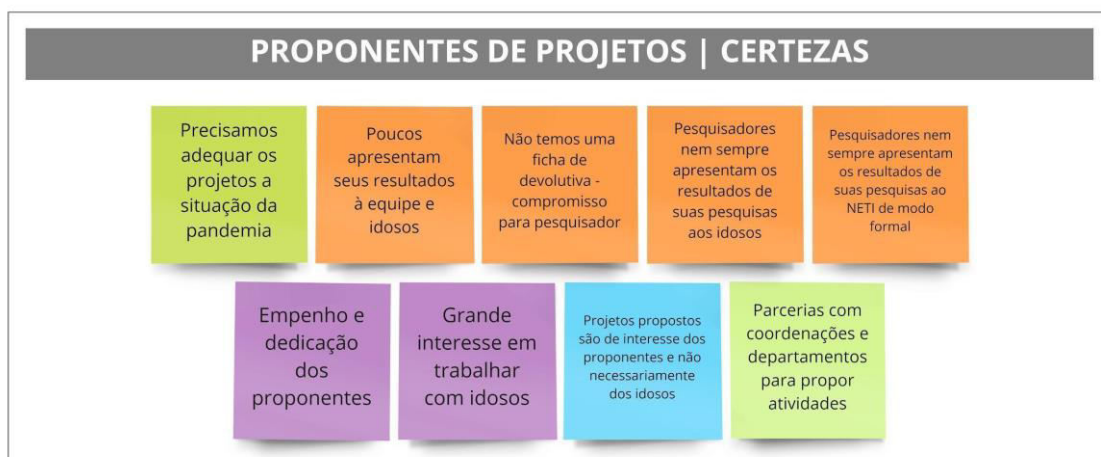 PROPONENTES DE PROJETOS | CERTEZAS
Precisamos
adequar os
projetos a
situação da
pandemia
Poucos
apresentam
seus resultados
à equipe e
idosos
Não temos uma
ficha de
devolutiva -
compromisso
para pesquisador
Pesquisadores
nem sempre
apresentam os
resultados de
suas pesquisas
aos idosos
Pesquisadores nem
sempre apresentam
os resultados de
suas pesquisas ao
NETI de modo
formal
Empenho e
dedicação
dos
proponentes
Grande
interesse em
trabalhar
com idosos
Projetos propostos
são de interesse dos
proponentes e não
necessariamente
dos idosos
Parcerias com
coordenações e
departamentos
para propor
atividades